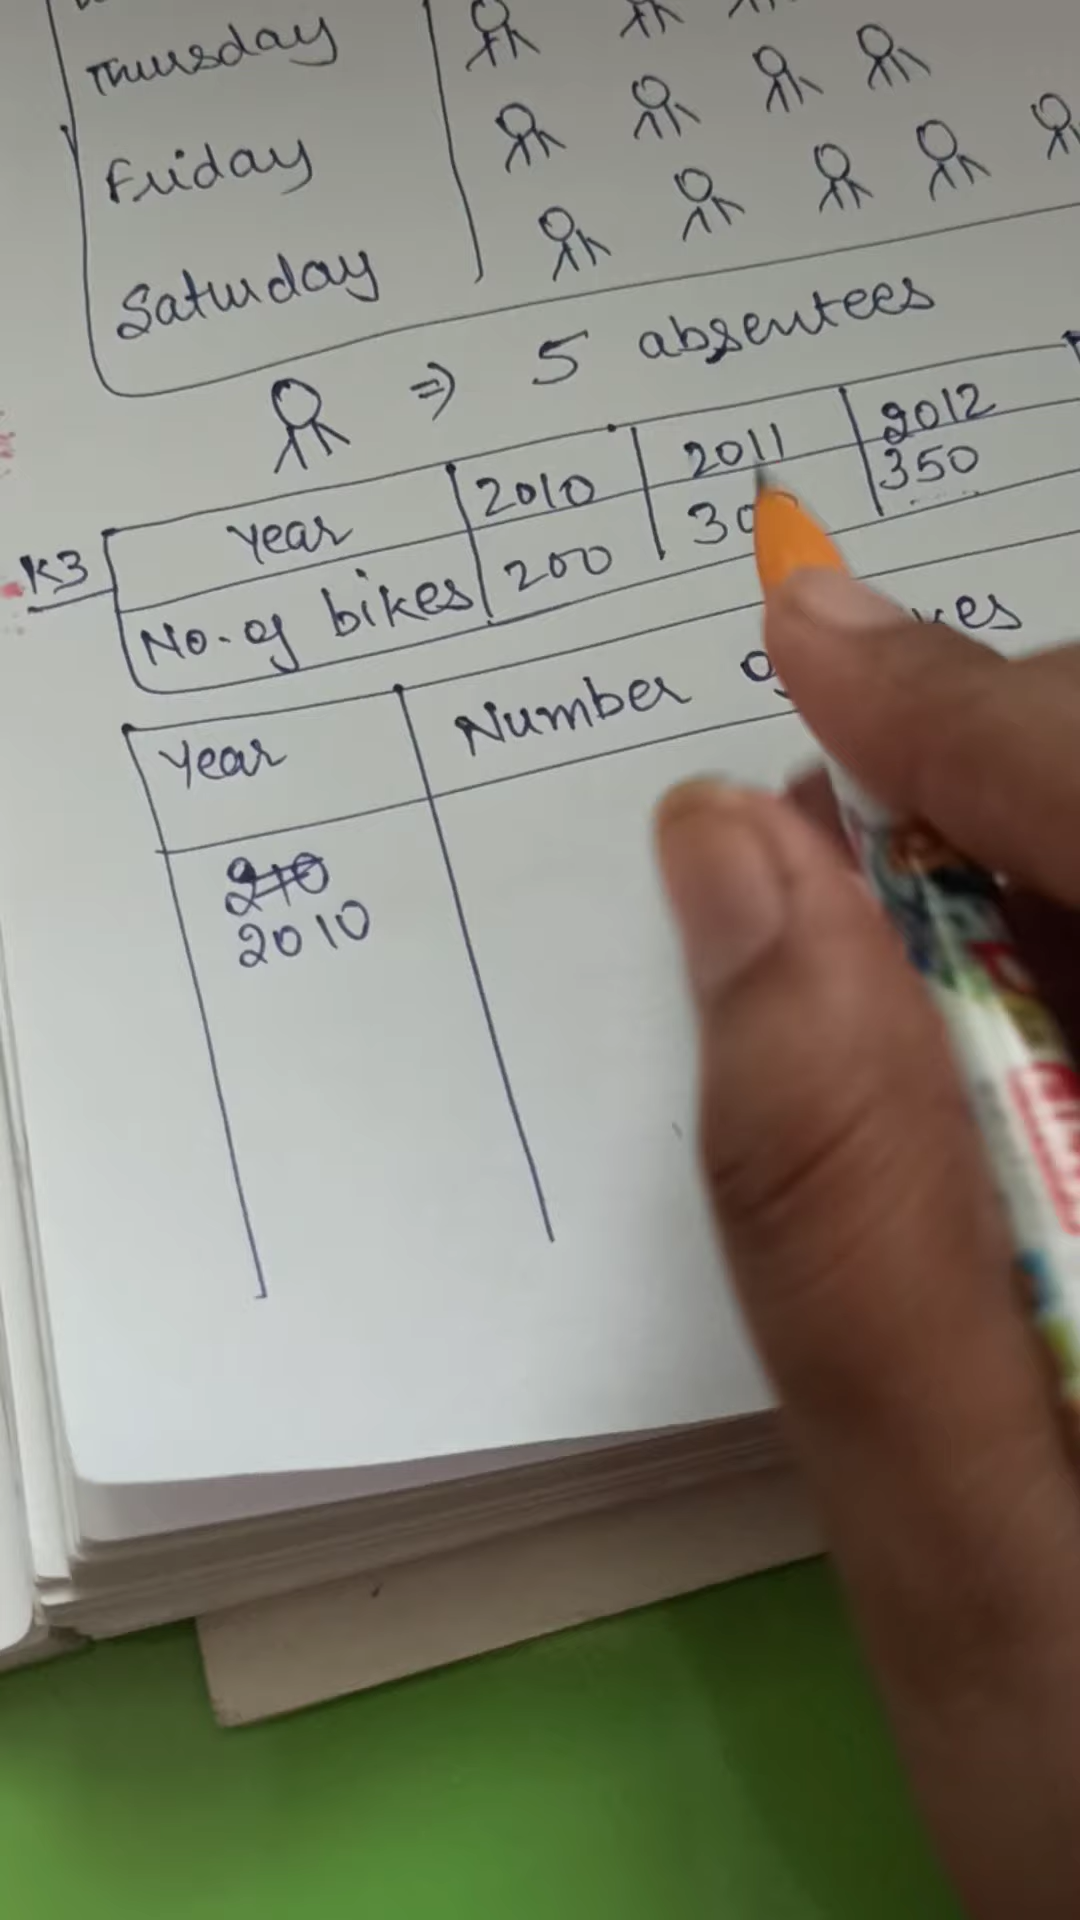 Thursday
Friday
Saturday
⇒ 5 absentees
K3
Year 2010 2011 2012
No. of bikes 200 350
Year Number
2010